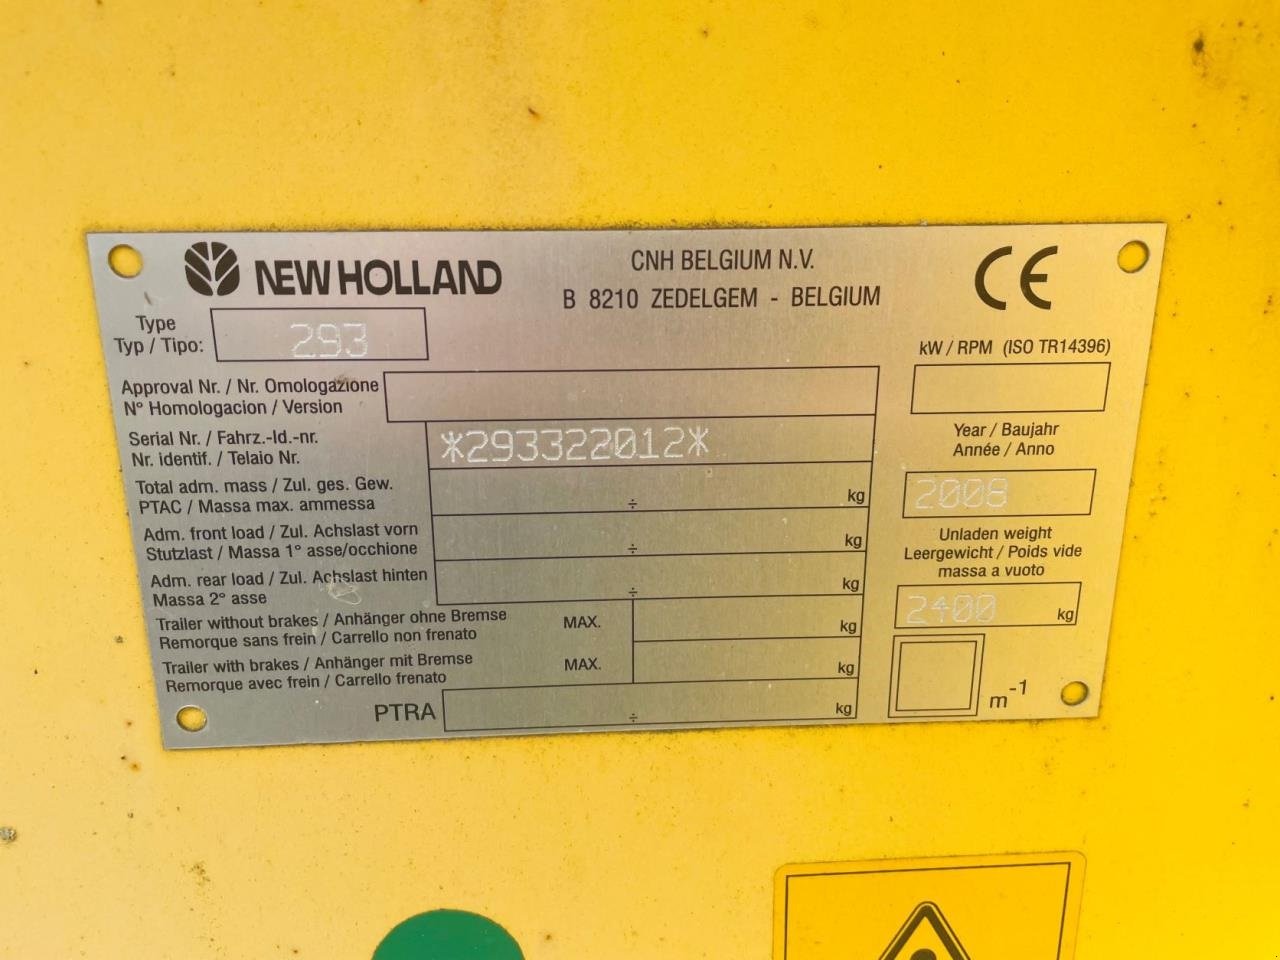 NEW HOLLAND
CNH BELGIUM N.V.
B 8210 ZEDELGEM - BELGIUM
CE
Type
Typ / Tipo:
293
Approval Nr. / Nr. Omologazione
N° Homologacion / Version
Serial Nr. / Fahrz.-Id.-nr.
Nr. identif. / Telaio Nr.
*293322012*
Total adm. mass / Zul. ges. Gew.
PTAC / Massa max. ammessa
÷ kg
Adm. front load / Zul. Achslast vorn
Stutzlast / Massa 1° asse/occhione
÷ kg
Adm. rear load / Zul. Achslast hinten
Massa 2° asse
÷ kg
Trailer without brakes / Anhänger ohne Bremse
Remorque sans frein / Carrello non frenato
MAX. kg
Trailer with brakes / Anhänger mit Bremse
Remorque avec frein / Carrello frenato
MAX. kg
PTRA ÷ kg
kW / RPM (ISO TR14396)
Year / Baujahr
Année / Anno
2008
Unladen weight
Leergewicht / Poids vide
massa a vuoto
2400 kg
m-1